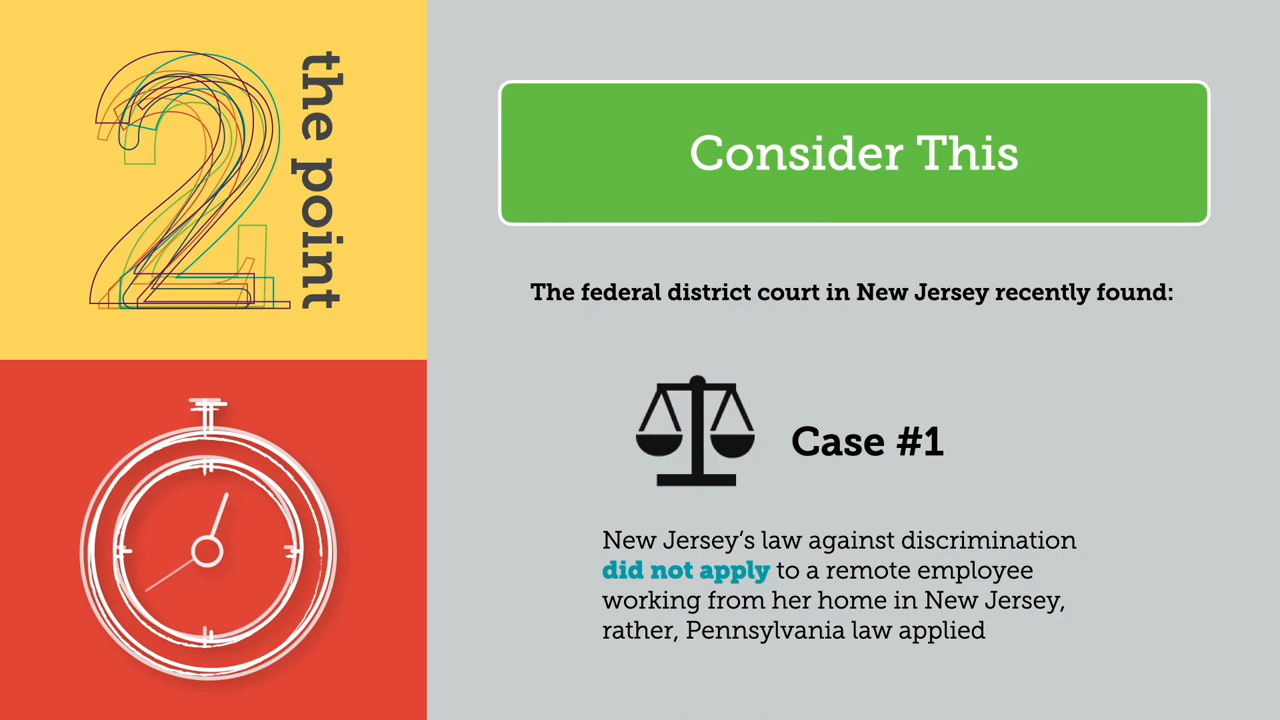 2 the point
Consider This
The federal district court in New Jersey recently found:
Case #1
New Jersey’s law against discrimination
did not apply to a remote employee
working from her home in New Jersey,
rather, Pennsylvania law applied